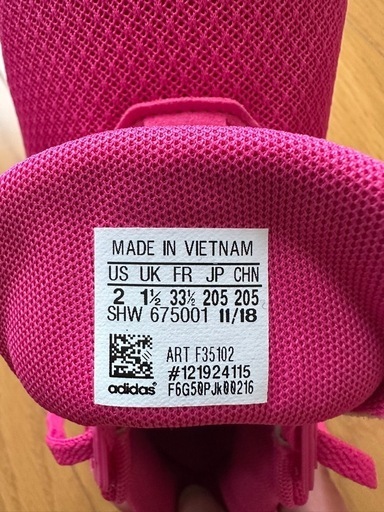 MADE IN VIETNAM
US UK FR JP CHN
2 1½ 33½ 205 205
SHW 675001 11/18
ART F35102
#121924115
adidas F6G50PJk00216